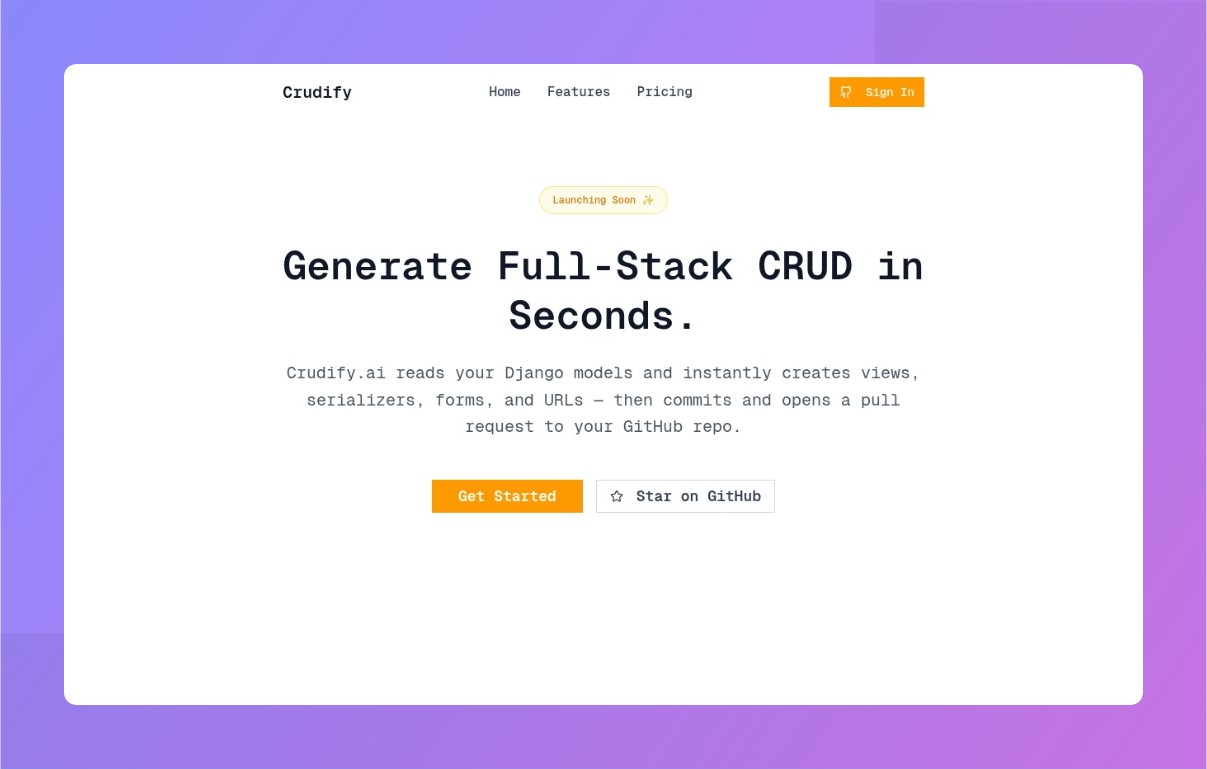 Crudify
Home
Features
Pricing
Sign In
Launching Soon ✨
Generate Full-Stack CRUD in
Seconds.
Crudify.ai reads your Django models and instantly creates views,
serializers, forms, and URLs — then commits and opens a pull
request to your GitHub repo.
Get Started
Star on GitHub